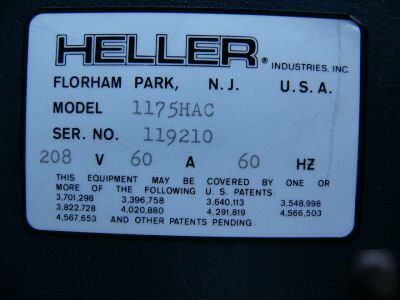 HELLER® INDUSTRIES, INC.
FLORHAM PARK, N.J. U.S.A.
MODEL 1175HAC
SER. NO. 119210
208 V 60 A 60 HZ
THIS EQUIPMENT MAY BE COVERED BY ONE OR
MORE OF THE FOLLOWING U.S. PATENTS:
3,701,298 3,396,758 3,640,113 3,548,998
3,822,728 4,020,880 4,291,819 4,566,503
4,567,653 AND OTHER PATENTS PENDING